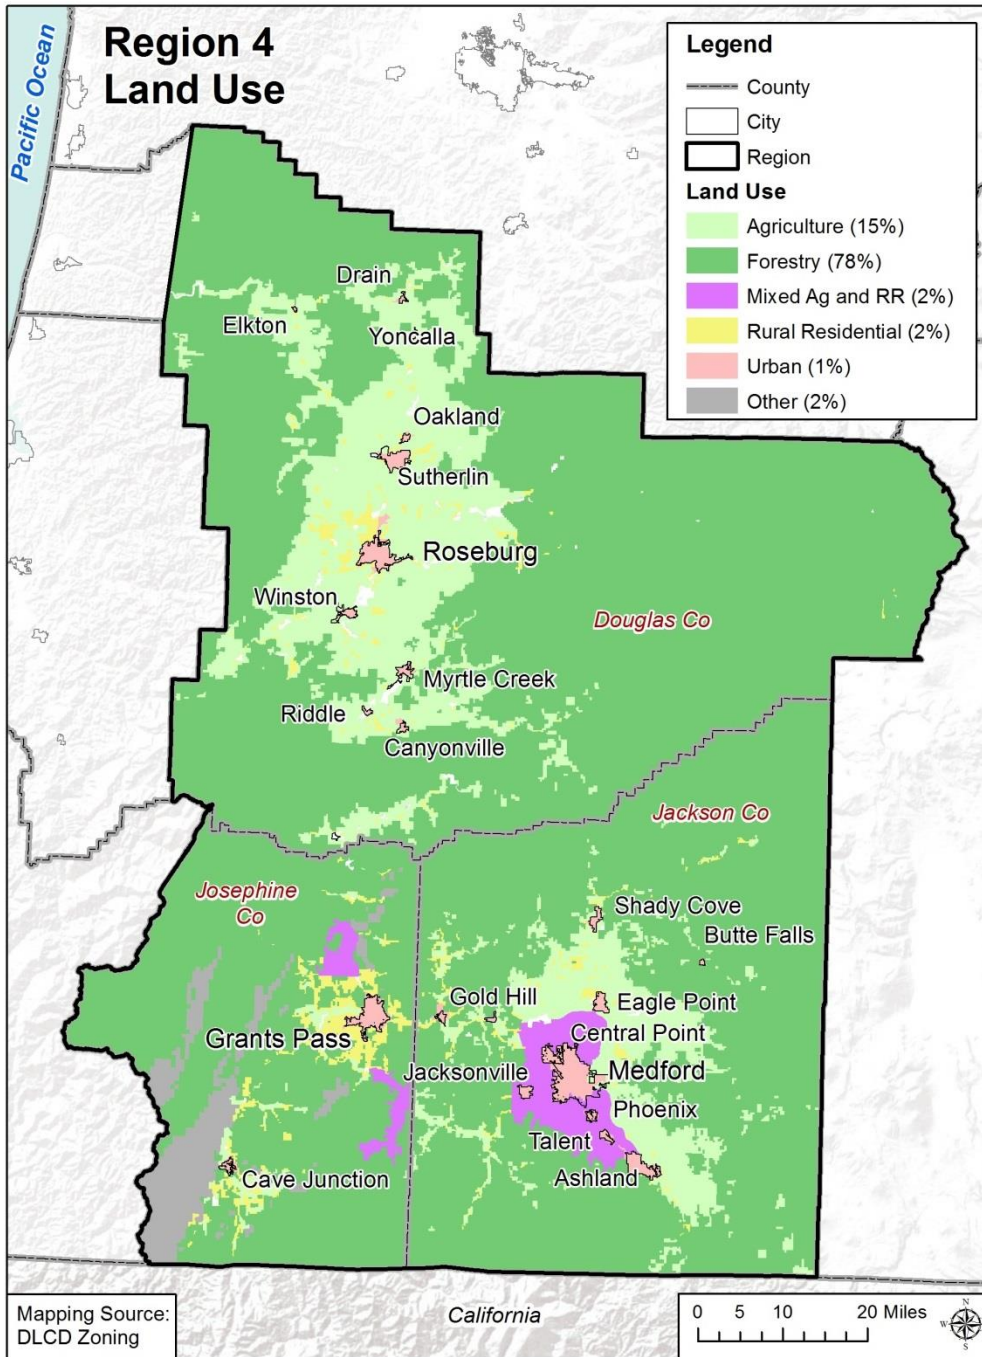 Region 4
Land Use
Pacific Ocean
Legend
County
City
Region
Land Use
Agriculture (15%)
Forestry (78%)
Mixed Ag and RR (2%)
Rural Residential (2%)
Urban (1%)
Other (2%)
Drain
Elkton
Yoncalla
Oakland
Sutherlin
Roseburg
Winston
Douglas Co
Myrtle Creek
Riddle
Canyonville
Jackson Co
Josephine
Co
Shady Cove
Butte Falls
Gold Hill
Eagle Point
Grants Pass
Central Point
Jacksonville
Medford
Phoenix
Talent
Ashland
Cave Junction
Mapping Source:
DLCD Zoning
California
0 5 10 20 Miles
N
W E
S